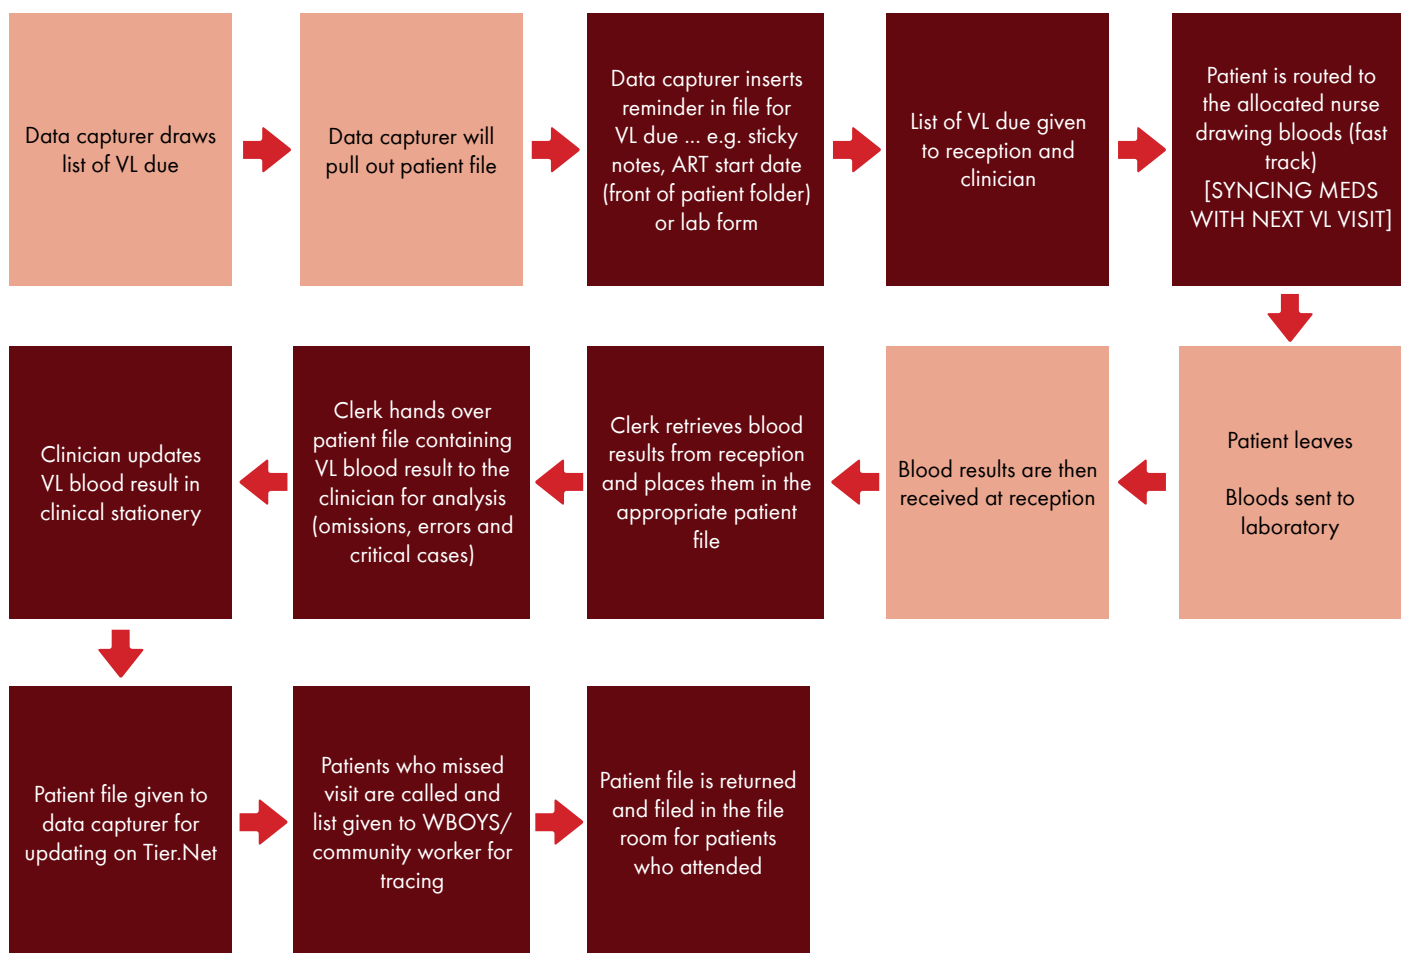 Data capturer draws
list of VL due
Data capturer will
pull out patient file
Data capturer inserts
reminder in file for
VL due ... e.g. sticky
notes, ART start date
(front of patient folder)
or lab form
List of VL due given
to reception and
clinician
Patient is routed to
the allocated nurse
drawing bloods (fast
track)
[SYNCING MEDS
WITH NEXT VL VISIT]
Patient leaves
Bloods sent to
laboratory
Blood results are then
received at reception
Clerk retrieves blood
results from reception
and places them in the
appropriate patient
file
Clerk hands over
patient file containing
VL blood result to the
clinician for analysis
(omissions, errors and
critical cases)
Clinician updates
VL blood result in
clinical stationery
Patient file given to
data capturer for
updating on Tier.Net
Patients who missed
visit are called and
list given to WBOYS/
community worker for
tracing
Patient file is returned
and filed in the file
room for patients
who attended